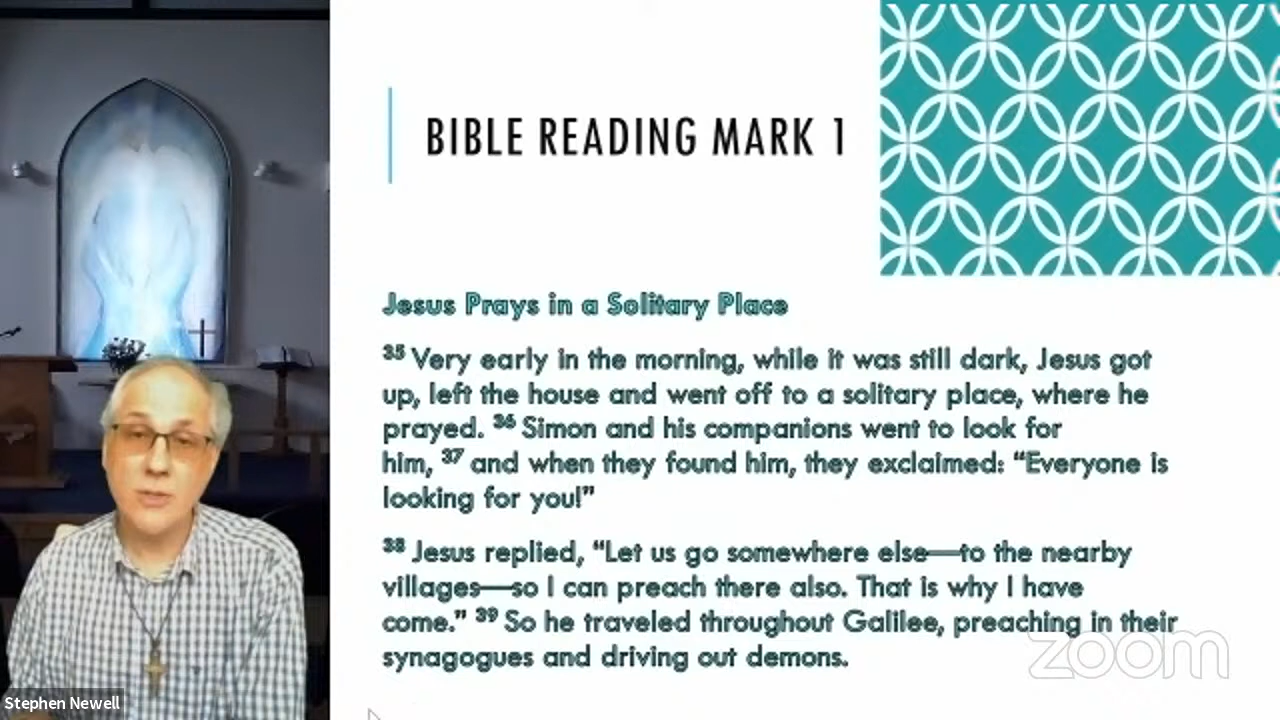 BIBLE READING MARK 1
Jesus Prays in a Solitary Place
35 Very early in the morning, while it was still dark, Jesus got
up, left the house and went off to a solitary place, where he
prayed. 36 Simon and his companions went to look for
him, 37 and when they found him, they exclaimed: “Everyone is
looking for you!”
38 Jesus replied, “Let us go somewhere else—to the nearby
villages—so I can preach there also. That is why I have
come.” 39 So he traveled throughout Galilee, preaching in their
synagogues and driving out demons.
zoom
Stephen Newell